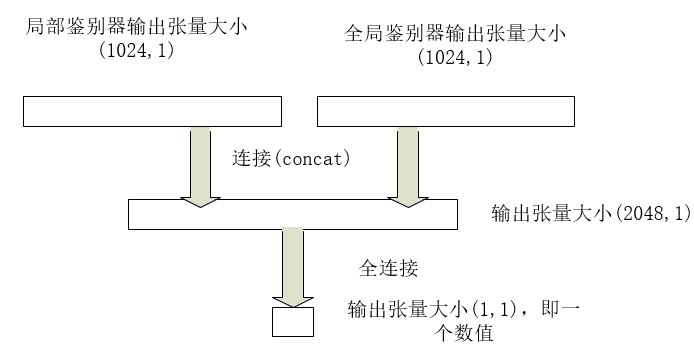 局部鉴别器输出张量大小
(1024,1)
全局鉴别器输出张量大小
(1024,1)
连接(concat)
输出张量大小(2048,1)
全连接
输出张量大小(1,1)，即一
个数值